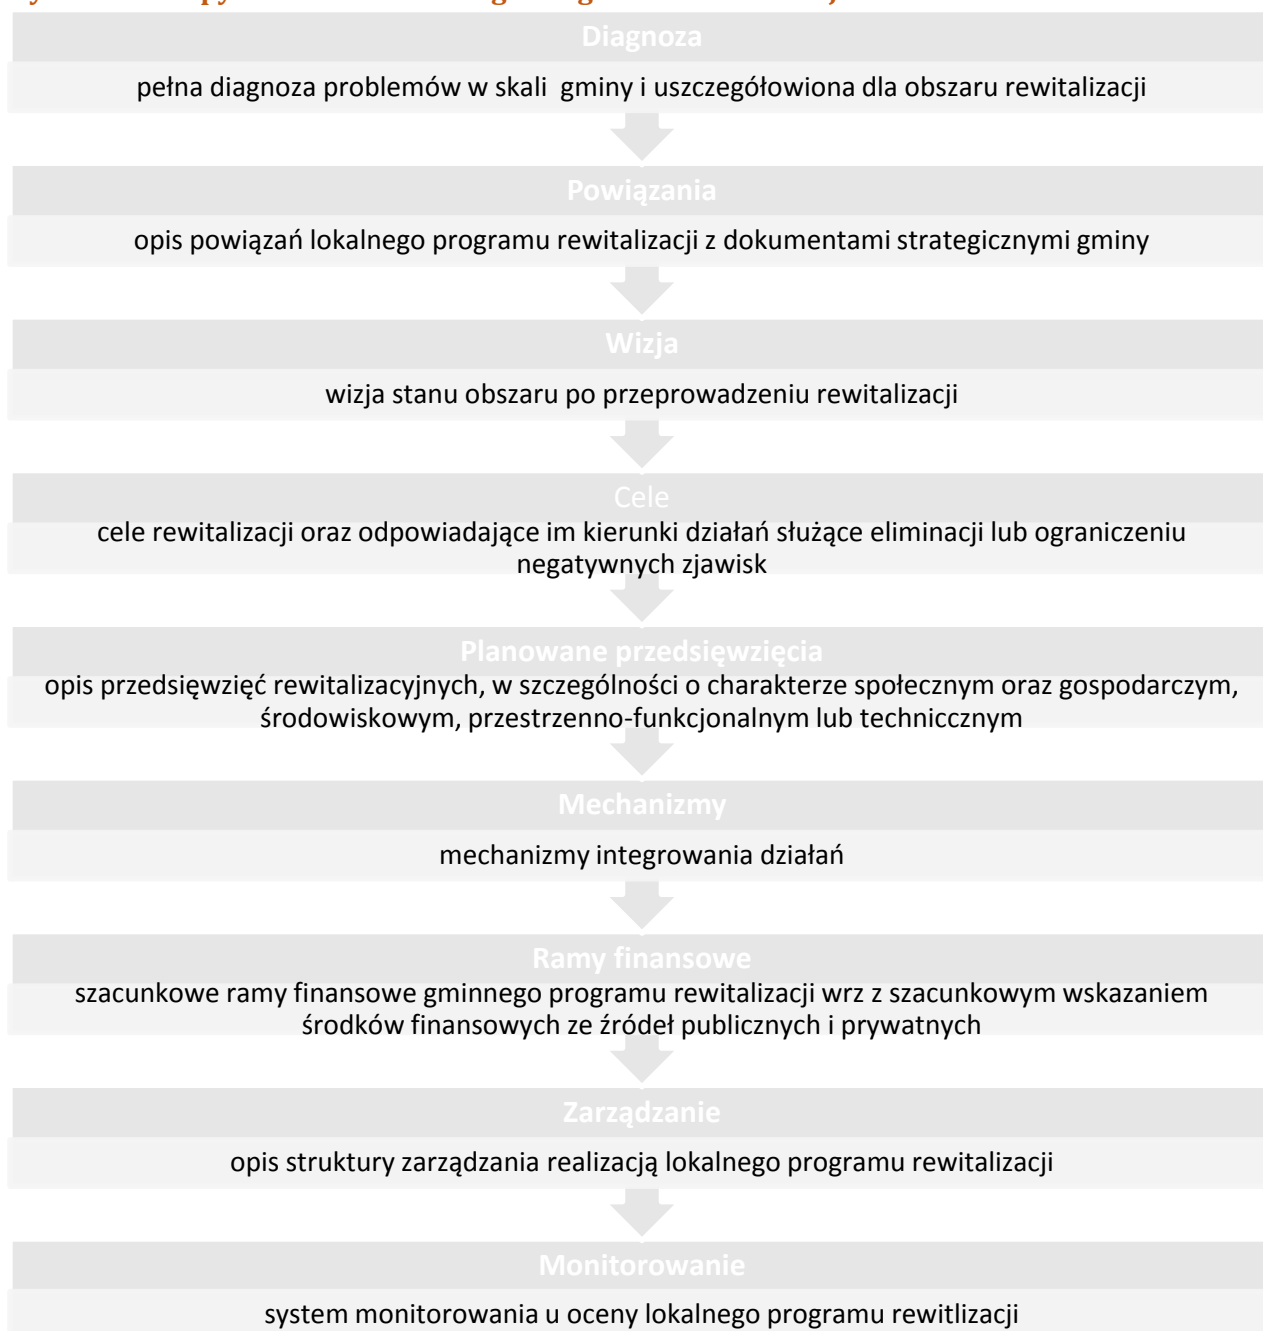 Diagnoza
pełna diagnoza problemów w skali gminy i uszczegółowiona dla obszaru rewitalizacji
Powiązania
opis powiązań lokalnego programu rewitalizacji z dokumentami strategicznymi gminy
Wizja
wizja stanu obszaru po przeprowadzeniu rewitalizacji
Cele
cele rewitalizacji oraz odpowiadające im kierunki działań służące eliminacji lub ograniczeniu
negatywnych zjawisk
Planowane przedsięwzięcia
opis przedsięwzięć rewitalizacyjnych, w szczególności o charakterze społecznym oraz gospodarczym,
środowiskowym, przestrzenno-funkcjonalnym lub techniccznym
Mechanizmy
mechanizmy integrowania działań
Ramy finansowe
szacunkowe ramy finansowe gminnego programu rewitalizacji wrz z szacunkowym wskazaniem
środków finansowych ze źródeł publicznych i prywatnych
Zarządzanie
opis struktury zarządzania realizacją lokalnego programu rewitalizacji
Monitorowanie
system monitorowania u oceny lokalnego programu rewitlizacji